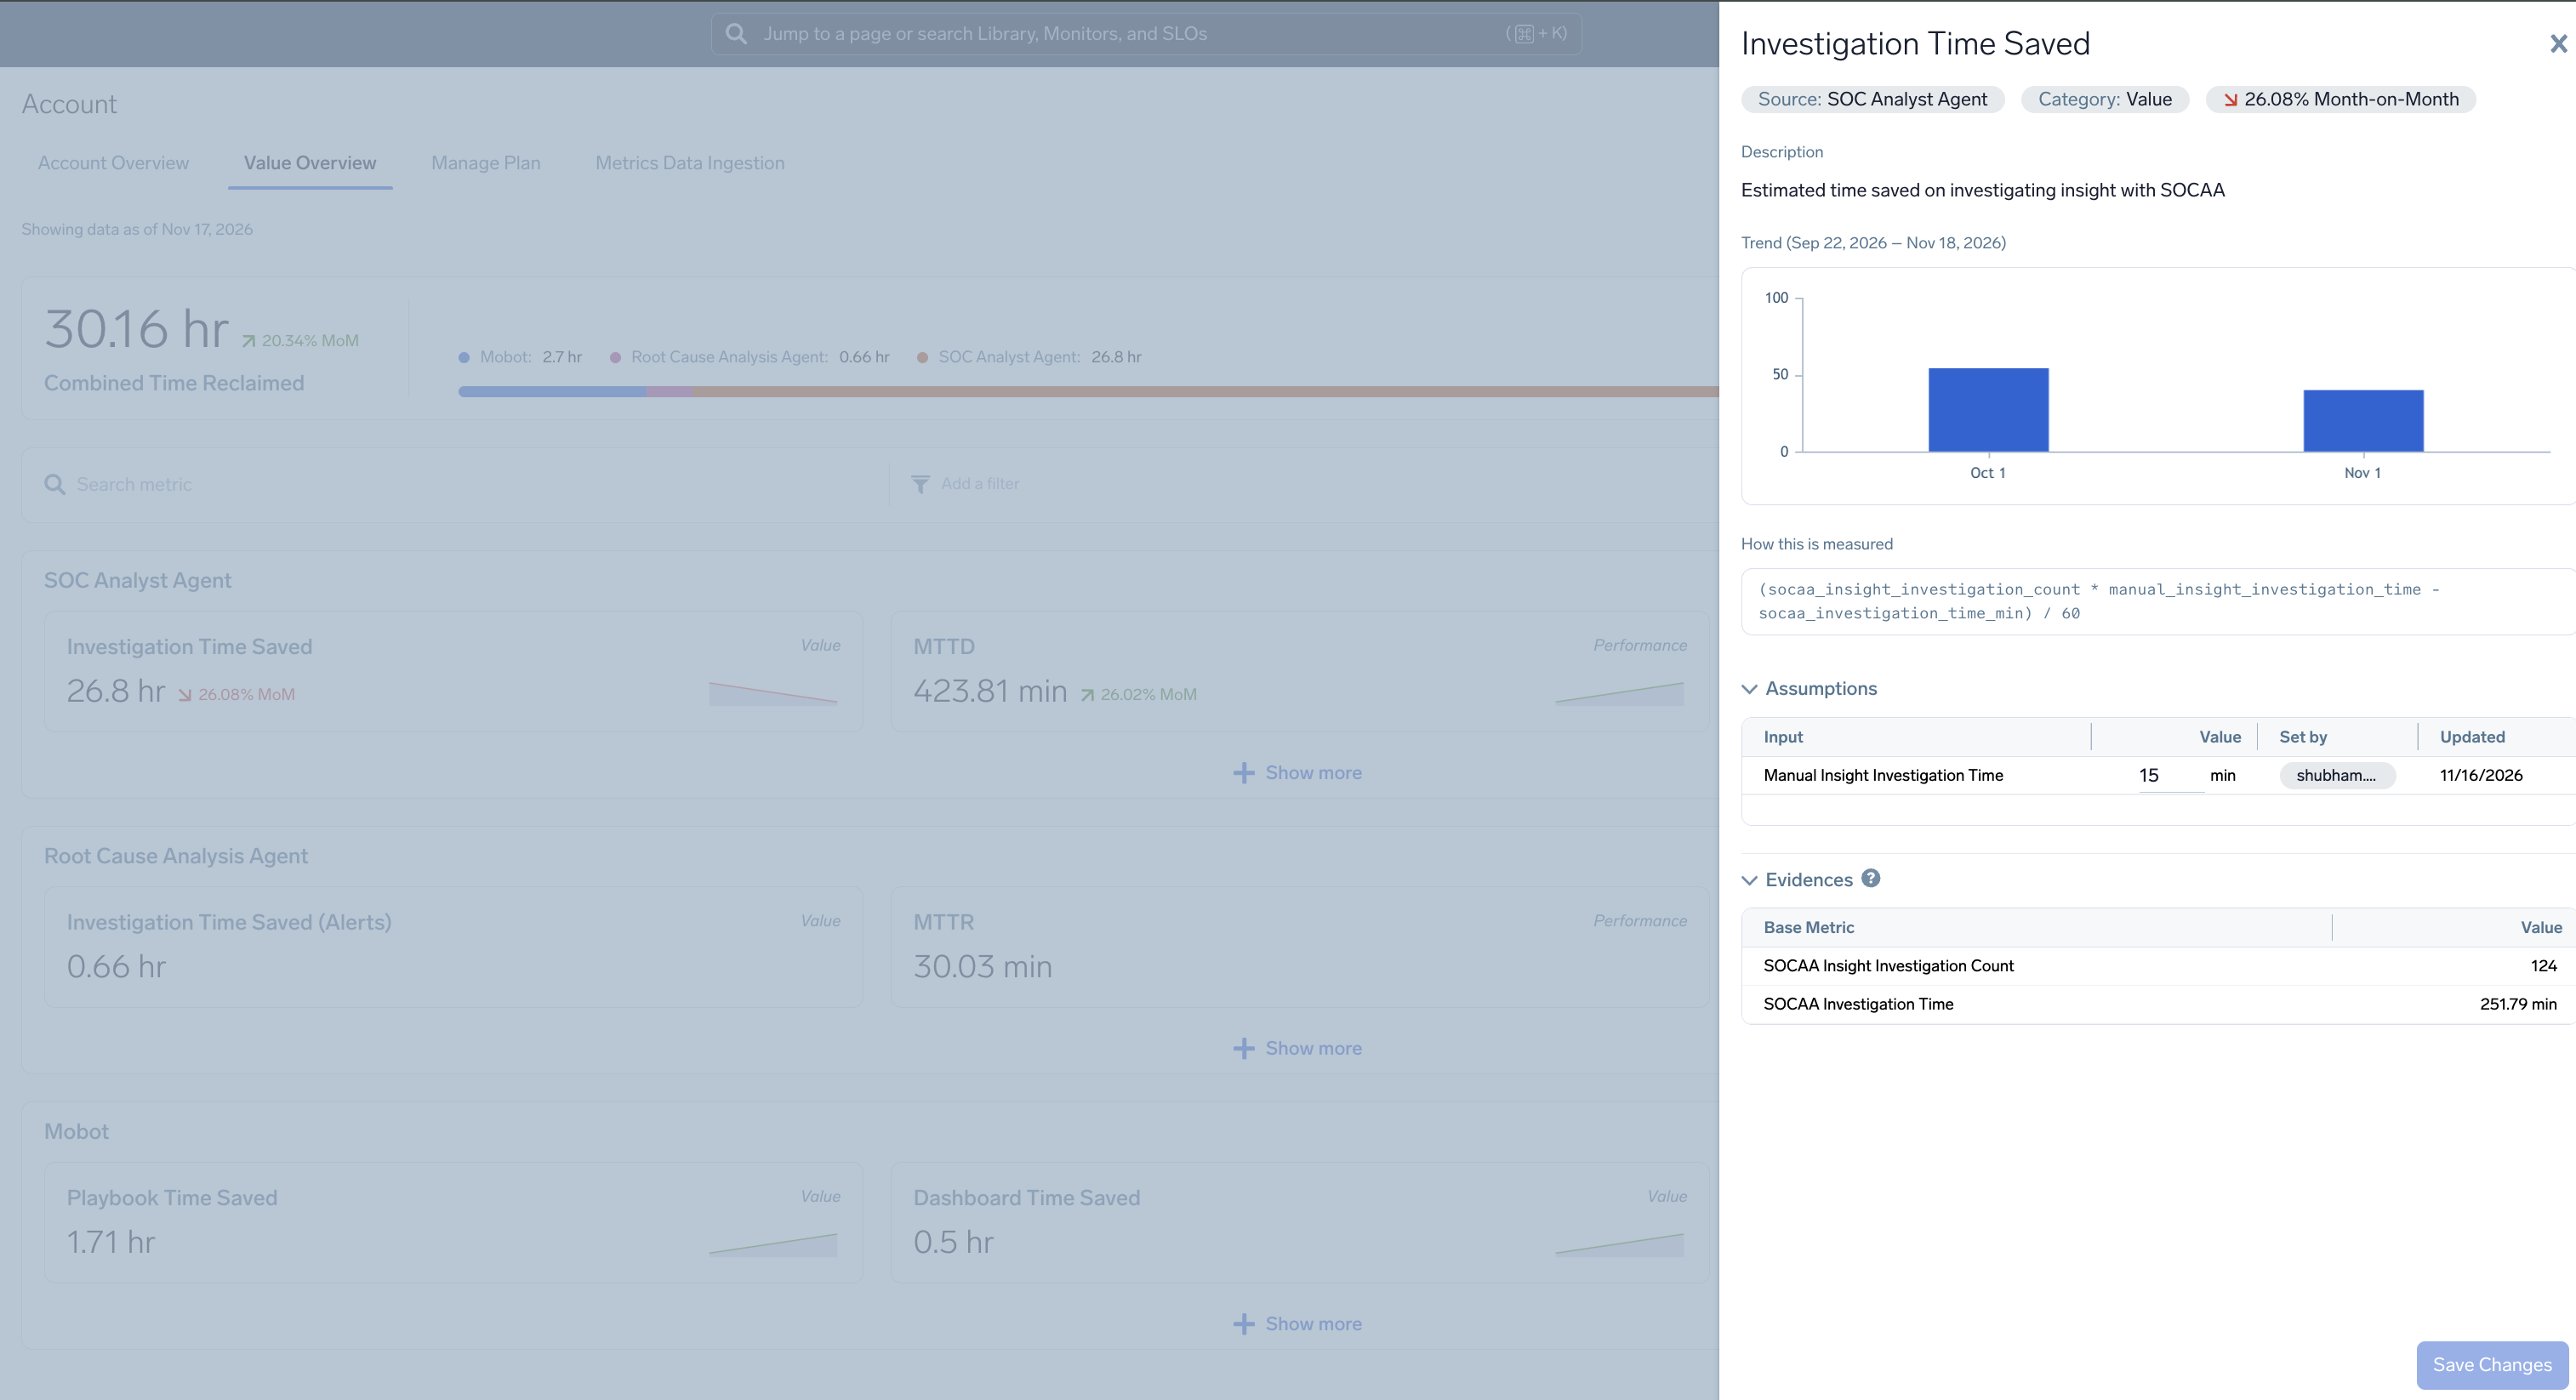 Jump to a page or search Library, Monitors, and SLOs (⌘ + K)
Account
Account Overview Value Overview Manage Plan Metrics Data Ingestion
Showing data as of Nov 17, 2026
30.16 hr 20.34% MoM
Combined Time Reclaimed
Mobot: 2.7 hr Root Cause Analysis Agent: 0.66 hr SOC Analyst Agent: 26.8 hr
Search metric Add a filter
SOC Analyst Agent
Investigation Time Saved Value
26.8 hr 26.08% MoM
MTTD Performance
423.81 min 26.02% MoM
Show more
Root Cause Analysis Agent
Investigation Time Saved (Alerts) Value
0.66 hr
MTTR Performance
30.03 min
Show more
Mobot
Playbook Time Saved Value
1.71 hr
Dashboard Time Saved Value
0.5 hr
Show more
Investigation Time Saved
Source: SOC Analyst Agent Category: Value 26.08% Month-on-Month
Description
Estimated time saved on investigating insight with SOCAA
Trend (Sep 22, 2026 – Nov 18, 2026)
100
50
0
Oct 1 Nov 1
How this is measured
(socaa_insight_investigation_count * manual_insight_investigation_time -
socaa_investigation_time_min) / 60
Assumptions
Input Value Set by Updated
Manual Insight Investigation Time 15 min shubham.... 11/16/2026
Evidences ?
Base Metric Value
SOCAA Insight Investigation Count 124
SOCAA Investigation Time 251.79 min
Save Changes